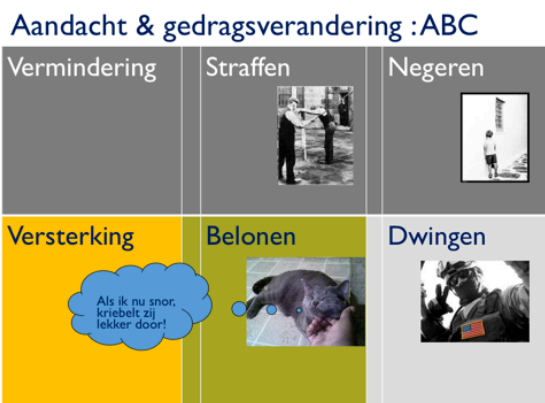 Aandacht & gedragsverandering : ABC
Vermindering
Straffen
Negeren
Versterking
Belonen
Dwingen
Als ik nu snor,
kriebelt zij
lekker door!